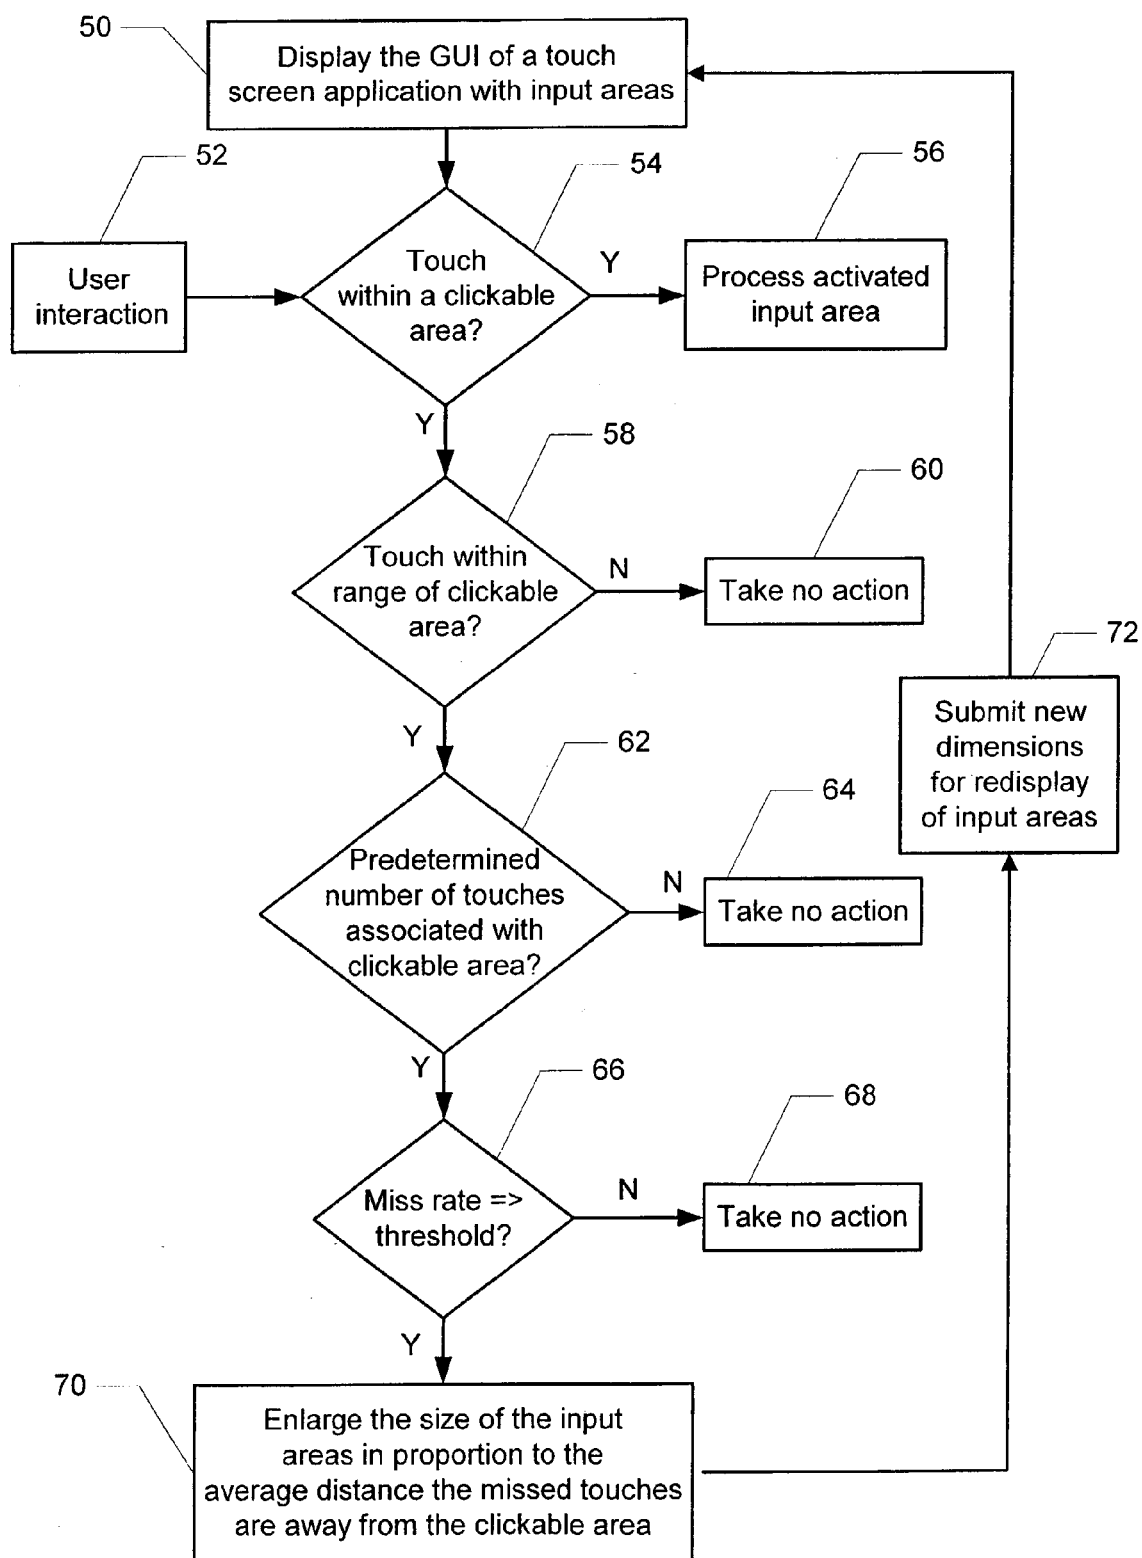 50
Display the GUI of a touch
screen application with input areas
52
54
56
User
interaction
Touch
within a clickable
area?
Y
Process activated
input area
Y
58
60
Touch within
range of clickable
area?
N
Take no action
72
Submit new
dimensions
for redisplay
of input areas
Y
62
64
Predetermined
number of touches
associated with
clickable area?
N
Take no action
Y
66
68
Miss rate =>
threshold?
N
Take no action
Y
70
Enlarge the size of the input
areas in proportion to the
average distance the missed touches
are away from the clickable area